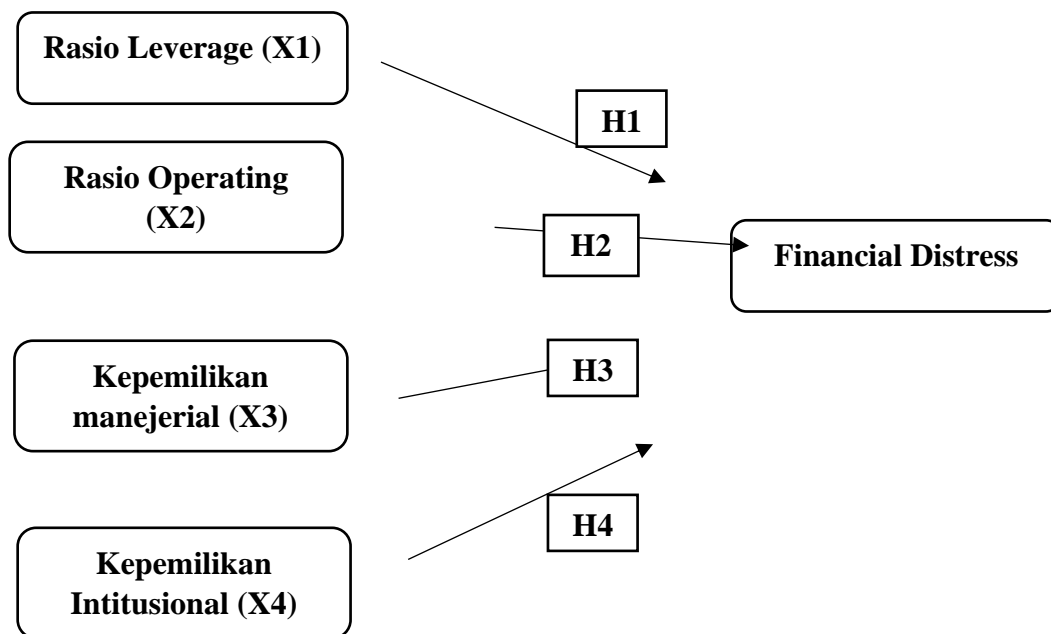 Rasio Leverage (X1)
H1
Rasio Operating
(X2)
H2
Financial Distress
Kepemilikan
manejerial (X3)
H3
Kepemilikan
Intitusional (X4)
H4